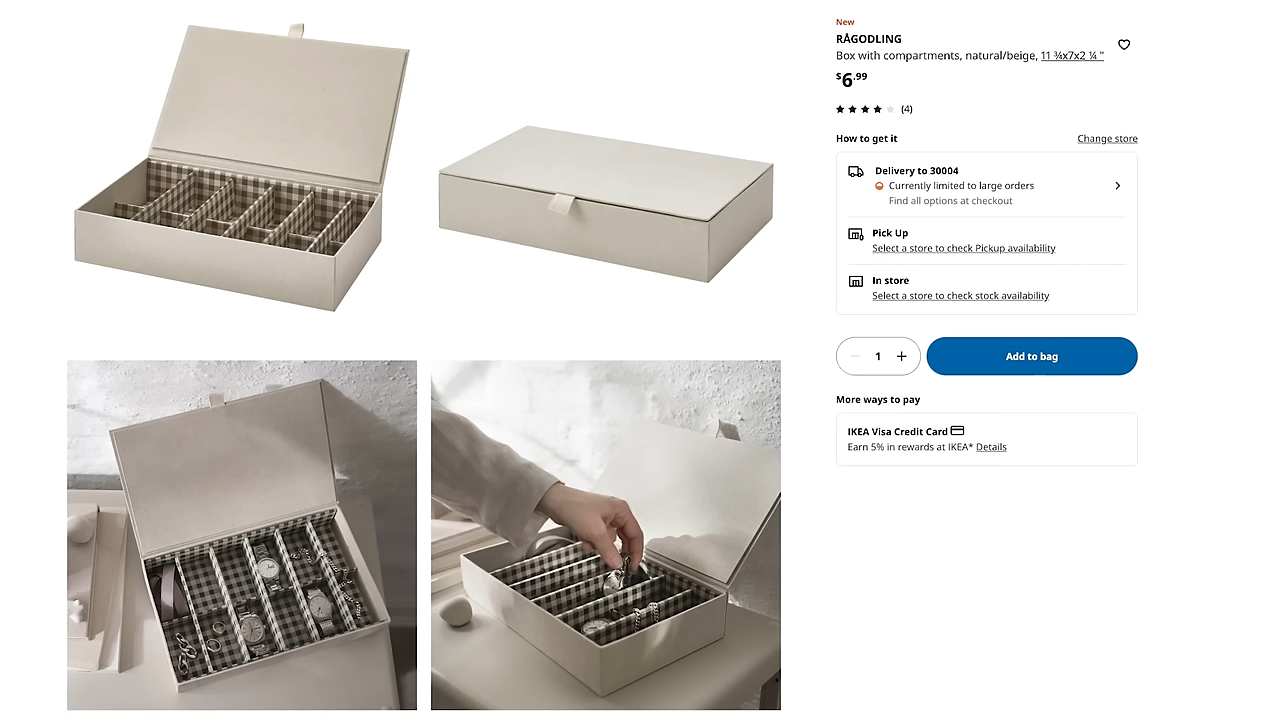 New
RÅGODLING
Box with compartments, natural/beige, 11 ¾x7x2 ¼ "
$6.99
(4)
How to get it
Change store
Delivery to 30004
Currently limited to large orders
Find all options at checkout
Pick Up
Select a store to check Pickup availability
In store
Select a store to check stock availability
1
Add to bag
More ways to pay
IKEA Visa Credit Card
Earn 5% in rewards at IKEA* Details